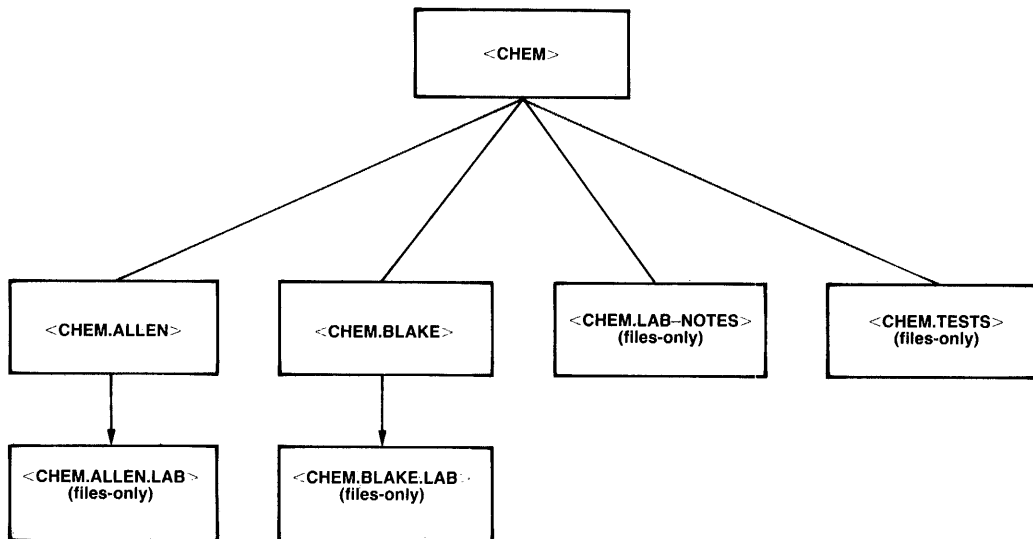 <CHEM>
<CHEM.ALLEN>
<CHEM.BLAKE>
<CHEM.LAB–NOTES>
(files-only)
<CHEM.TESTS>
(files-only)
<CHEM.ALLEN.LAB>
(files-only)
<CHEM.BLAKE.LAB>
(files-only)